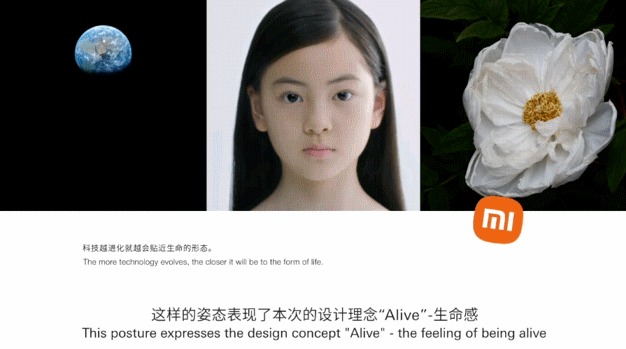 mi
科技越进化就越会贴近生命的形态。
The more technology evolves, the closer it will be to the form of life.
这样的姿态表现了本次的设计理念“Alive”-生命感
This posture expresses the design concept "Alive" - the feeling of being alive